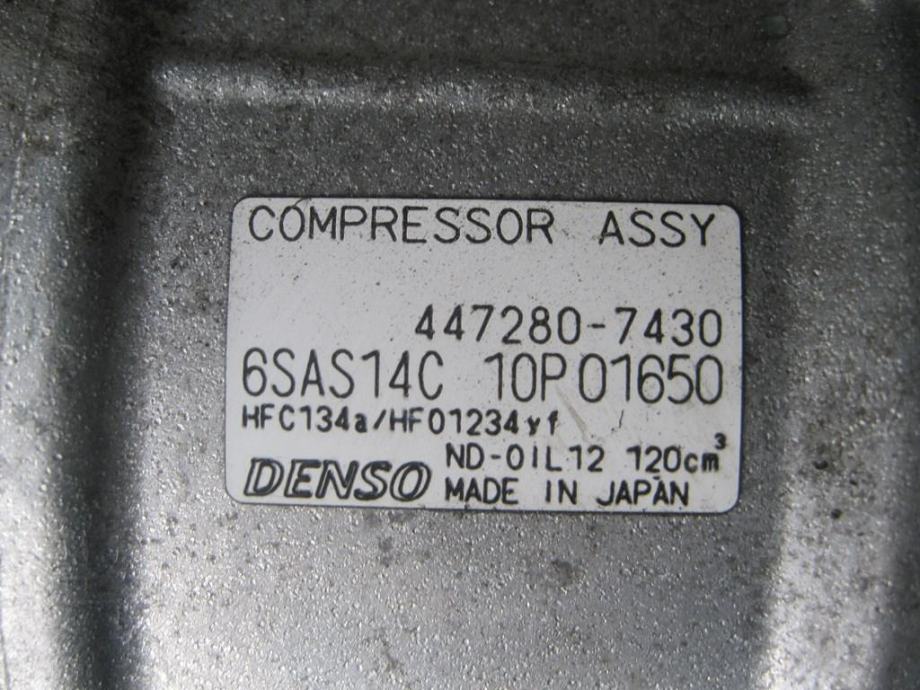 COMPRESSOR ASSY
447280-7430
6SAS14C 10P01650
HFC134a/HFO1234yf
ND-OIL12 120cm³
DENSO MADE IN JAPAN